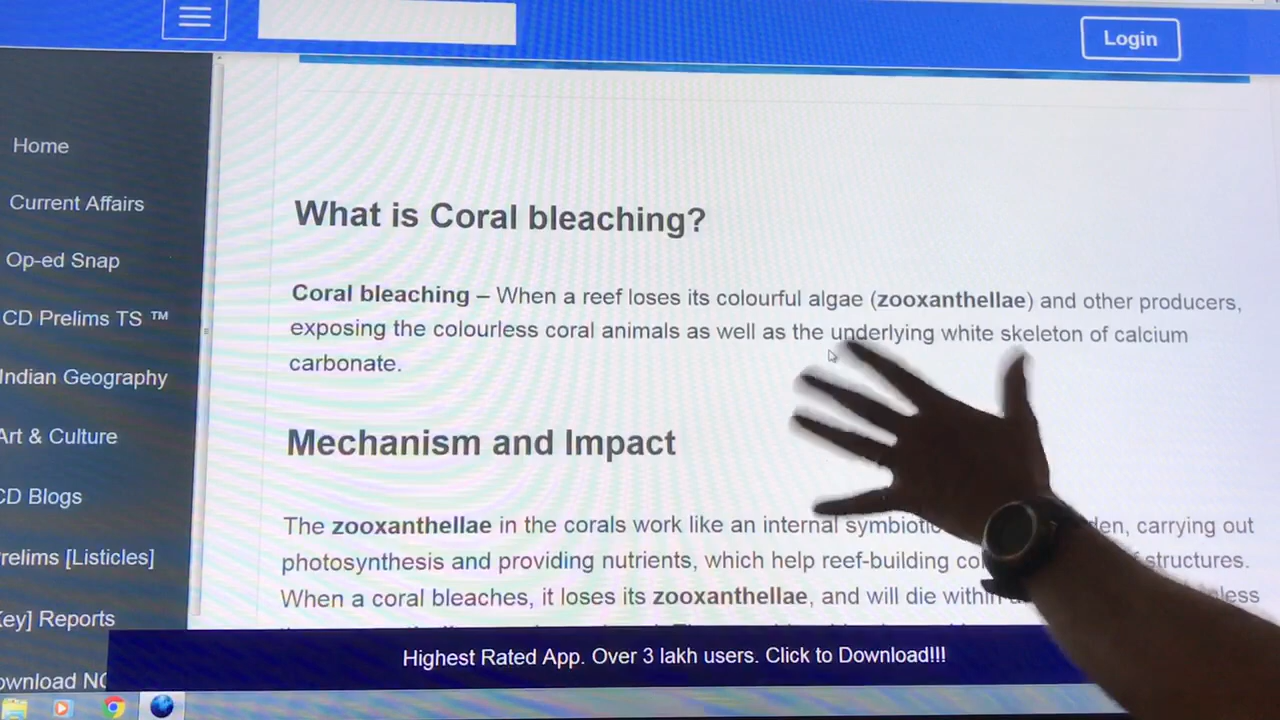 Login
Home
Current Affairs
Op-ed Snap
CD Prelims TS ™
Indian Geography
Art & Culture
CD Blogs
relims [Listicles]
ey] Reports
ownload NC
What is Coral bleaching?
Coral bleaching – When a reef loses its colourful algae (zooxanthellae) and other producers,
exposing the colourless coral animals as well as the underlying white skeleton of calcium
carbonate.
Mechanism and Impact
The zooxanthellae in the corals work like an internal symbiotic den, carrying out
photosynthesis and providing nutrients, which help reef-building co structures.
When a coral bleaches, it loses its zooxanthellae, and will die within less
Highest Rated App. Over 3 lakh users. Click to Download!!!